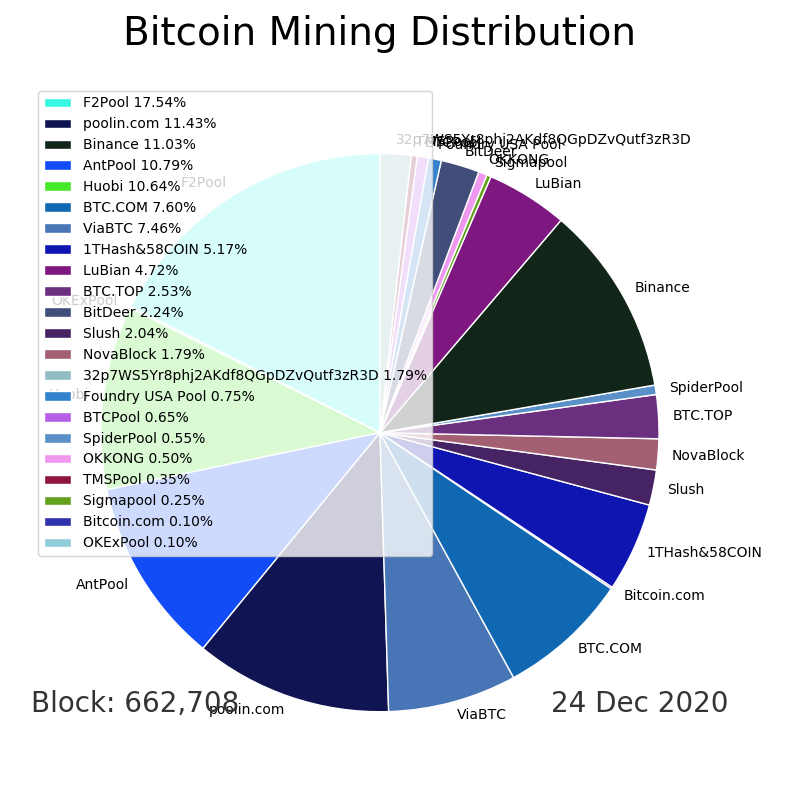 Bitcoin Mining Distribution
F2Pool 17.54%
poolin.com 11.43%
Binance 11.03%
AntPool 10.79%
Huobi 10.64%
BTC.COM 7.60%
ViaBTC 7.46%
1THash&58COIN 5.17%
LuBian 4.72%
BTC.TOP 2.53%
BitDeer 2.24%
Slush 2.04%
NovaBlock 1.79%
32p7WS5Yr8phj2AKdf8QGpDZvQutf3zR3D 1.79%
Foundry USA Pool 0.75%
BTCPool 0.65%
SpiderPool 0.55%
OKKONG 0.50%
TMSPool 0.35%
Sigmapool 0.25%
Bitcoin.com 0.10%
OKExPool 0.10%
32p7WS5Yr8phj2AKdf8QGpDZvQutf3zR3D
Foundry USA Pool
BitDeer
OKKONG
Sigmapool
LuBian
Binance
SpiderPool
BTC.TOP
NovaBlock
Slush
1THash&58COIN
Bitcoin.com
BTC.COM
ViaBTC
poolin.com
AntPool
Huobi
OKExPool
F2Pool
Block: 662,708
24 Dec 2020